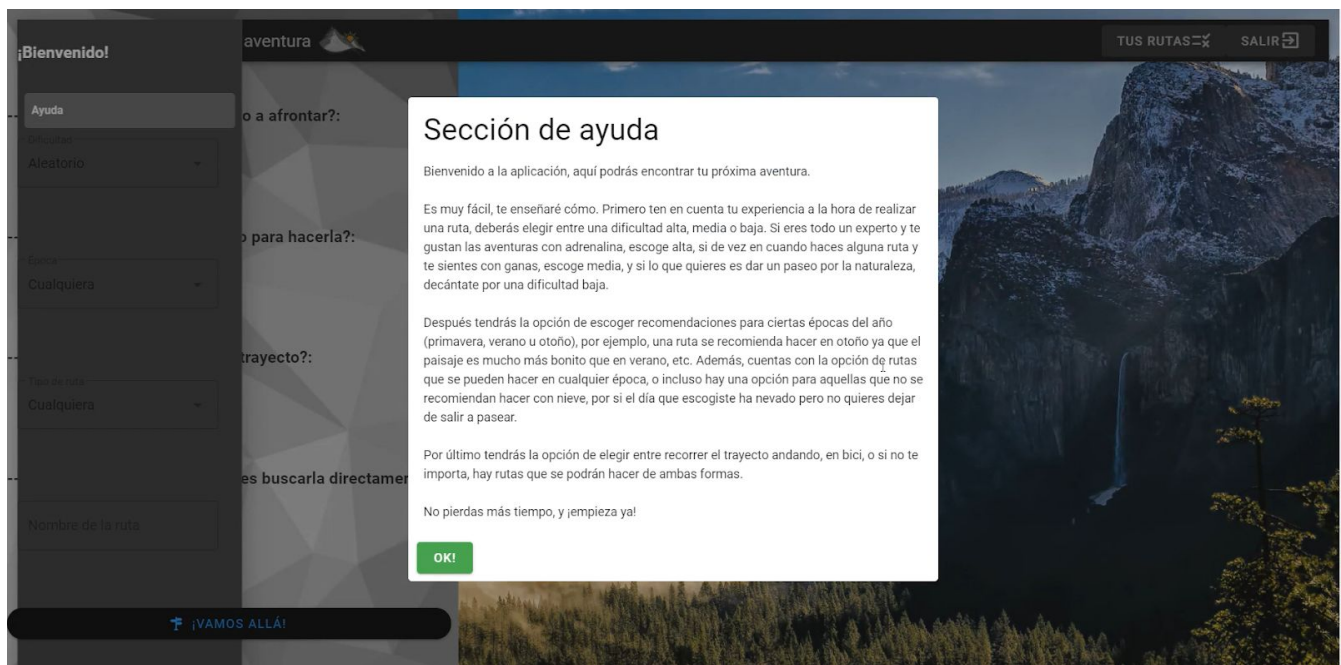 aventura
TUS RUTAS
SALIR
¡Bienvenido!
Ayuda
o a afrontar?:
Dificultad
Aleatorio
para hacerla?:
Época
Cualquiera
trayecto?:
Tipo de ruta
Cualquiera
es buscarla directamen
Nombre de la ruta
¡VAMOS ALLÁ!
Sección de ayuda
Bienvenido a la aplicación, aquí podrás encontrar tu próxima aventura.
Es muy fácil, te enseñaré cómo. Primero ten en cuenta tu experiencia a la hora de realizar
una ruta, deberás elegir entre una dificultad alta, media o baja. Si eres todo un experto y te
gustan las aventuras con adrenalina, escoge alta, si de vez en cuando haces alguna ruta y
te sientes con ganas, escoge media, y si lo que quieres es dar un paseo por la naturaleza,
decántate por una dificultad baja.
Después tendrás la opción de escoger recomendaciones para ciertas épocas del año
(primavera, verano u otoño), por ejemplo, una ruta se recomienda hacer en otoño ya que el
paisaje es mucho más bonito que en verano, etc. Además, cuentas con la opción de rutas
que se pueden hacer en cualquier época, o incluso hay una opción para aquellas que no se
recomiendan hacer con nieve, por si el día que escogiste ha nevado pero no quieres dejar
de salir a pasear.
Por último tendrás la opción de elegir entre recorrer el trayecto andando, en bici, o si no te
importa, hay rutas que se podrán hacer de ambas formas.
No pierdas más tiempo, y ¡empieza ya!
OK!